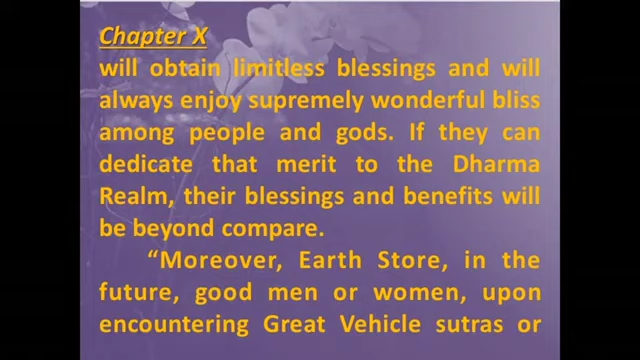 Chapter X
will obtain limitless blessings and will
always enjoy supremely wonderful bliss
among people and gods. If they can
dedicate that merit to the Dharma
Realm, their blessings and benefits will
be beyond compare.
“Moreover, Earth Store, in the
future, good men or women, upon
encountering Great Vehicle sutras or